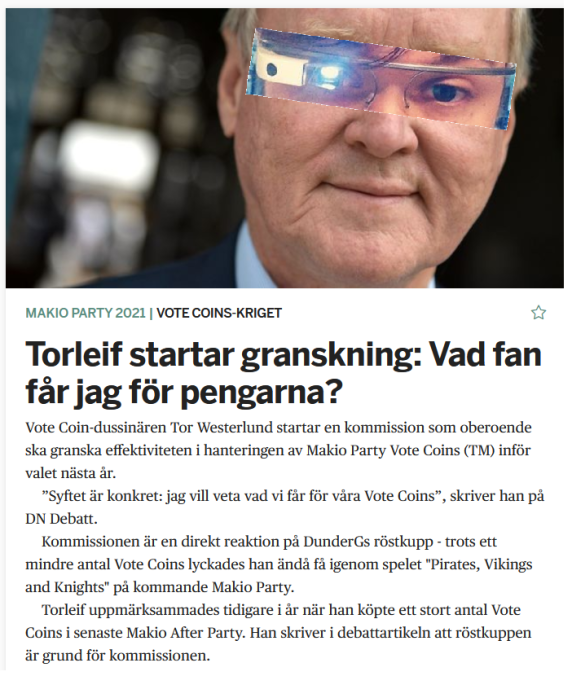 MAKIO PARTY 2021 | VOTE COINS-KRIGET
Torleif startar granskning: Vad fan
får jag för pengarna?
Vote Coin-dussinären Tor Westerlund startar en kommission som oberoende
ska granska effektiviteten i hanteringen av Makio Party Vote Coins (TM) inför
valet nästa år.
”Syftet är konkret: jag vill veta vad vi får för våra Vote Coins”, skriver han på
DN Debatt.
Kommissionen är en direkt reaktion på DunderGs röstkupp - trots ett
mindre antal Vote Coins lyckades han ändå få igenom spelet "Pirates, Vikings
and Knights" på kommande Makio Party.
Torleif uppmärksammades tidigare i år när han köpte ett stort antal Vote
Coins i senaste Makio After Party. Han skriver i debattartikeln att röstkuppen
är grund för kommissionen.